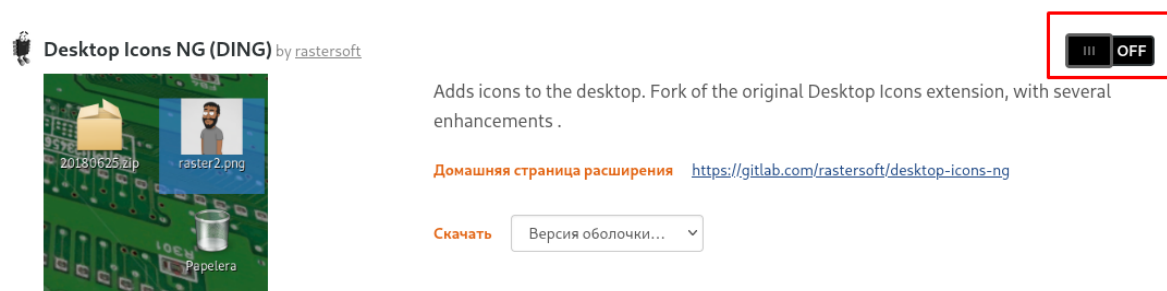 Desktop Icons NG (DING) by rastersoft
OFF
20180625.zip
raster2.png
R301
Papelera
Adds icons to the desktop. Fork of the original Desktop Icons extension, with several
enhancements .
Домашняя страница расширения https://gitlab.com/rastersoft/desktop-icons-ng
Скачать Версия оболочки...